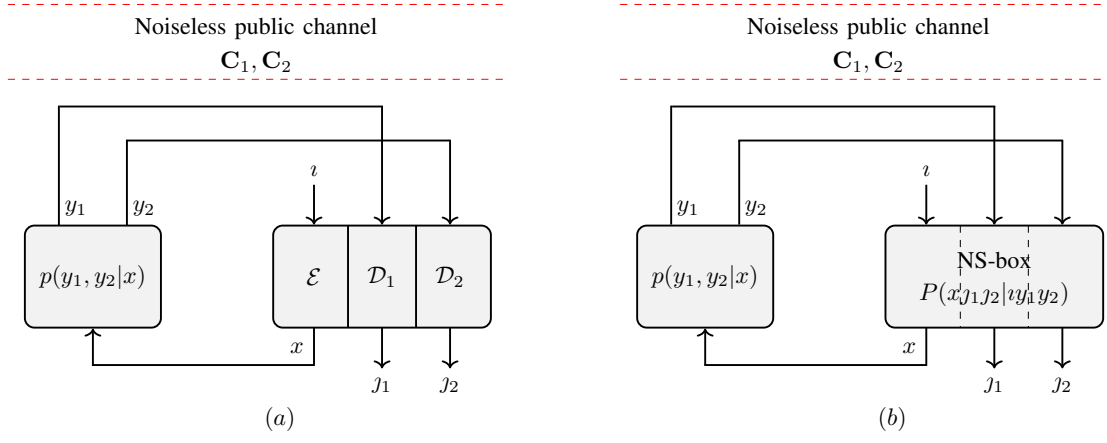 Noiseless public channel
C₁, C₂
y₁
y₂
ı
p(y₁, y₂|x)
ℰ
𝒟₁
𝒟₂
x
ȷ₁
ȷ₂
(a)
Noiseless public channel
C₁, C₂
y₁
y₂
ı
p(y₁, y₂|x)
NS-box
P(xȷ₁ȷ₂|ıy₁y₂)
x
ȷ₁
ȷ₂
(b)